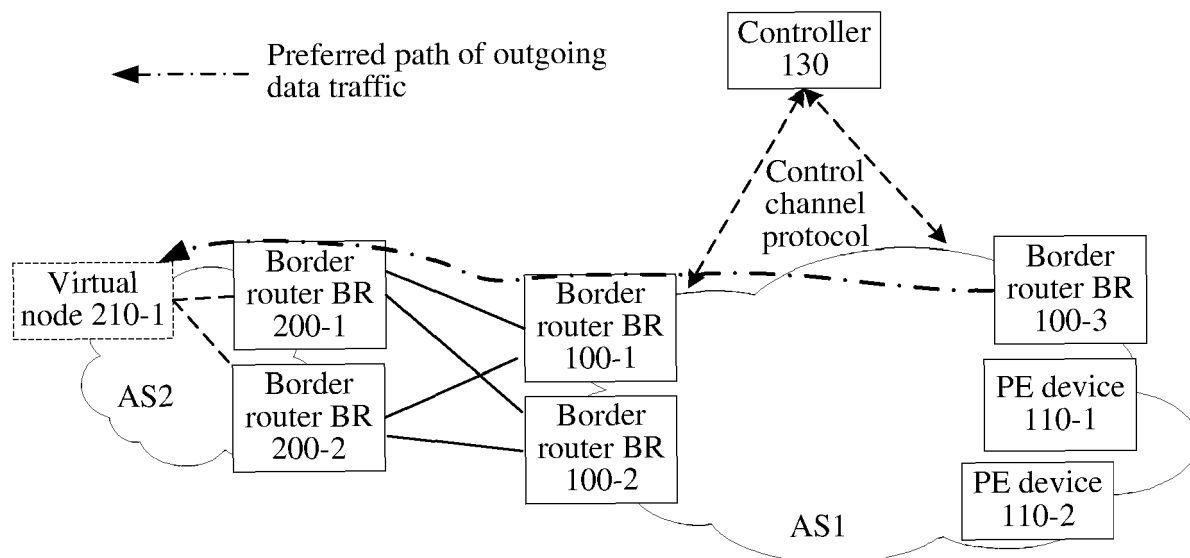 Preferred path of outgoing
data traffic
Controller
130
Control
channel
protocol
Virtual
node 210-1
Border
router BR
200-1
Border
router BR
100-1
Border
router BR
100-3
AS2
Border
router BR
200-2
Border
router BR
100-2
PE device
110-1
PE device
110-2
AS1